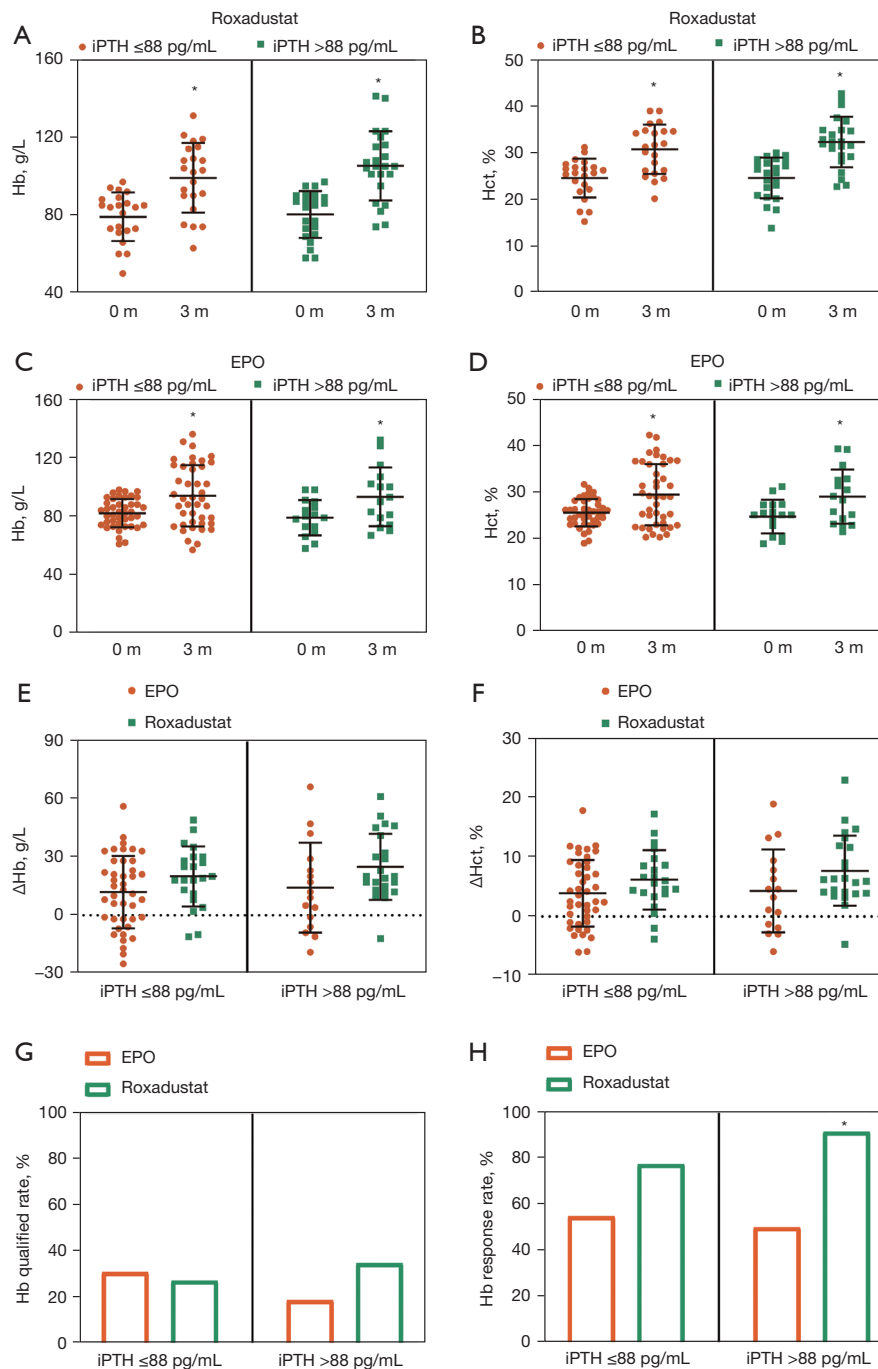 A
Roxadustat
iPTH ≤88 pg/mL
iPTH >88 pg/mL
160
120
80
40
Hb, g/L
*
*
0 m
3 m
0 m
3 m
B
Roxadustat
iPTH ≤88 pg/mL
iPTH >88 pg/mL
50
40
30
20
10
0
Hct, %
*
*
0 m
3 m
0 m
3 m
C
EPO
iPTH ≤88 pg/mL
iPTH >88 pg/mL
160
120
80
40
0
Hb, g/L
*
*
0 m
3 m
0 m
3 m
D
EPO
iPTH ≤88 pg/mL
iPTH >88 pg/mL
50
40
30
20
10
0
Hct, %
*
*
0 m
3 m
0 m
3 m
E
EPO
Roxadustat
90
60
30
0
−30
ΔHb, g/L
iPTH ≤88 pg/mL
iPTH >88 pg/mL
F
EPO
Roxadustat
30
20
10
0
−10
ΔHct, %
iPTH ≤88 pg/mL
iPTH >88 pg/mL
G
EPO
Roxadustat
100
80
60
40
20
0
Hb qualified rate, %
iPTH ≤88 pg/mL
iPTH >88 pg/mL
H
EPO
Roxadustat
100
80
60
40
20
0
Hb response rate, %
*
iPTH ≤88 pg/mL
iPTH >88 pg/mL